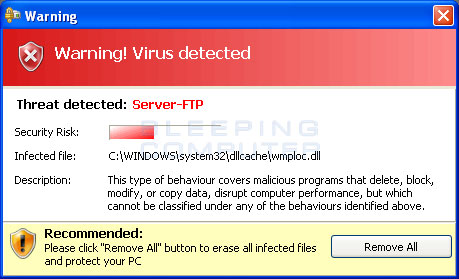 Warning
Warning! Virus detected
Threat detected: Server-FTP
BLEEPING
COMPUTER
Security Risk:
Infected file: C:\WINDOWS\system32\dllcache\wmploc.dll
Description: This type of behaviour covers malicious programs that delete, block,
modify, or copy data, disrupt computer performance, but which
cannot be classified under any of the behaviours identified above.
Recommended:
Please click "Remove All" button to erase all infected files
and protect your PC
Remove All